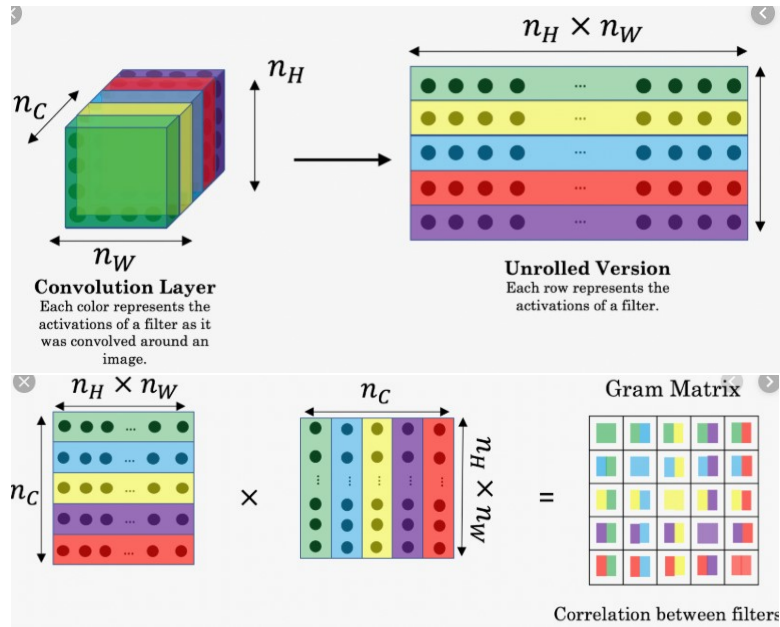 n_H × n_W
n_C
n_H
n_W
Convolution Layer
Each color represents the
activations of a filter as it
was convolved around an
image.
...
...
...
...
...
Unrolled Version
Each row represents the
activations of a filter.
n_H × n_W
n_C
...
...
...
...
...
×
n_C
...
...
...
...
...
n_H × n_W
=
Gram Matrix
Correlation between filters